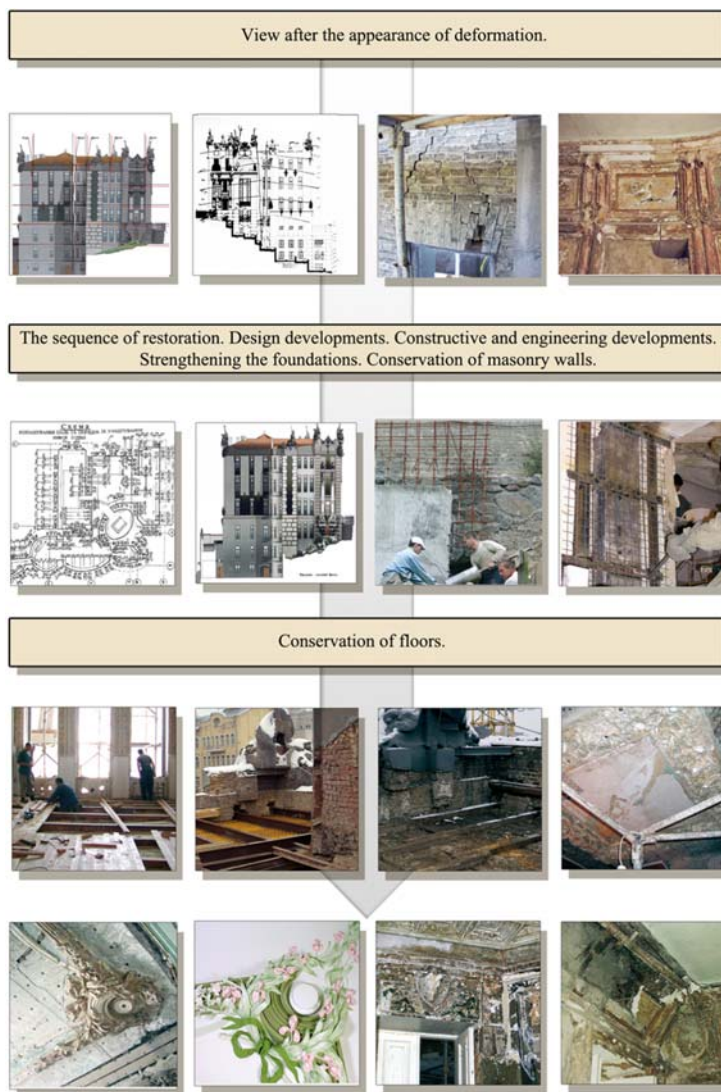 View after the appearance of deformation.
The sequence of restoration. Design developments. Constructive and engineering developments.
Strengthening the foundations. Conservation of masonry walls.
Схема
Conservation of floors.